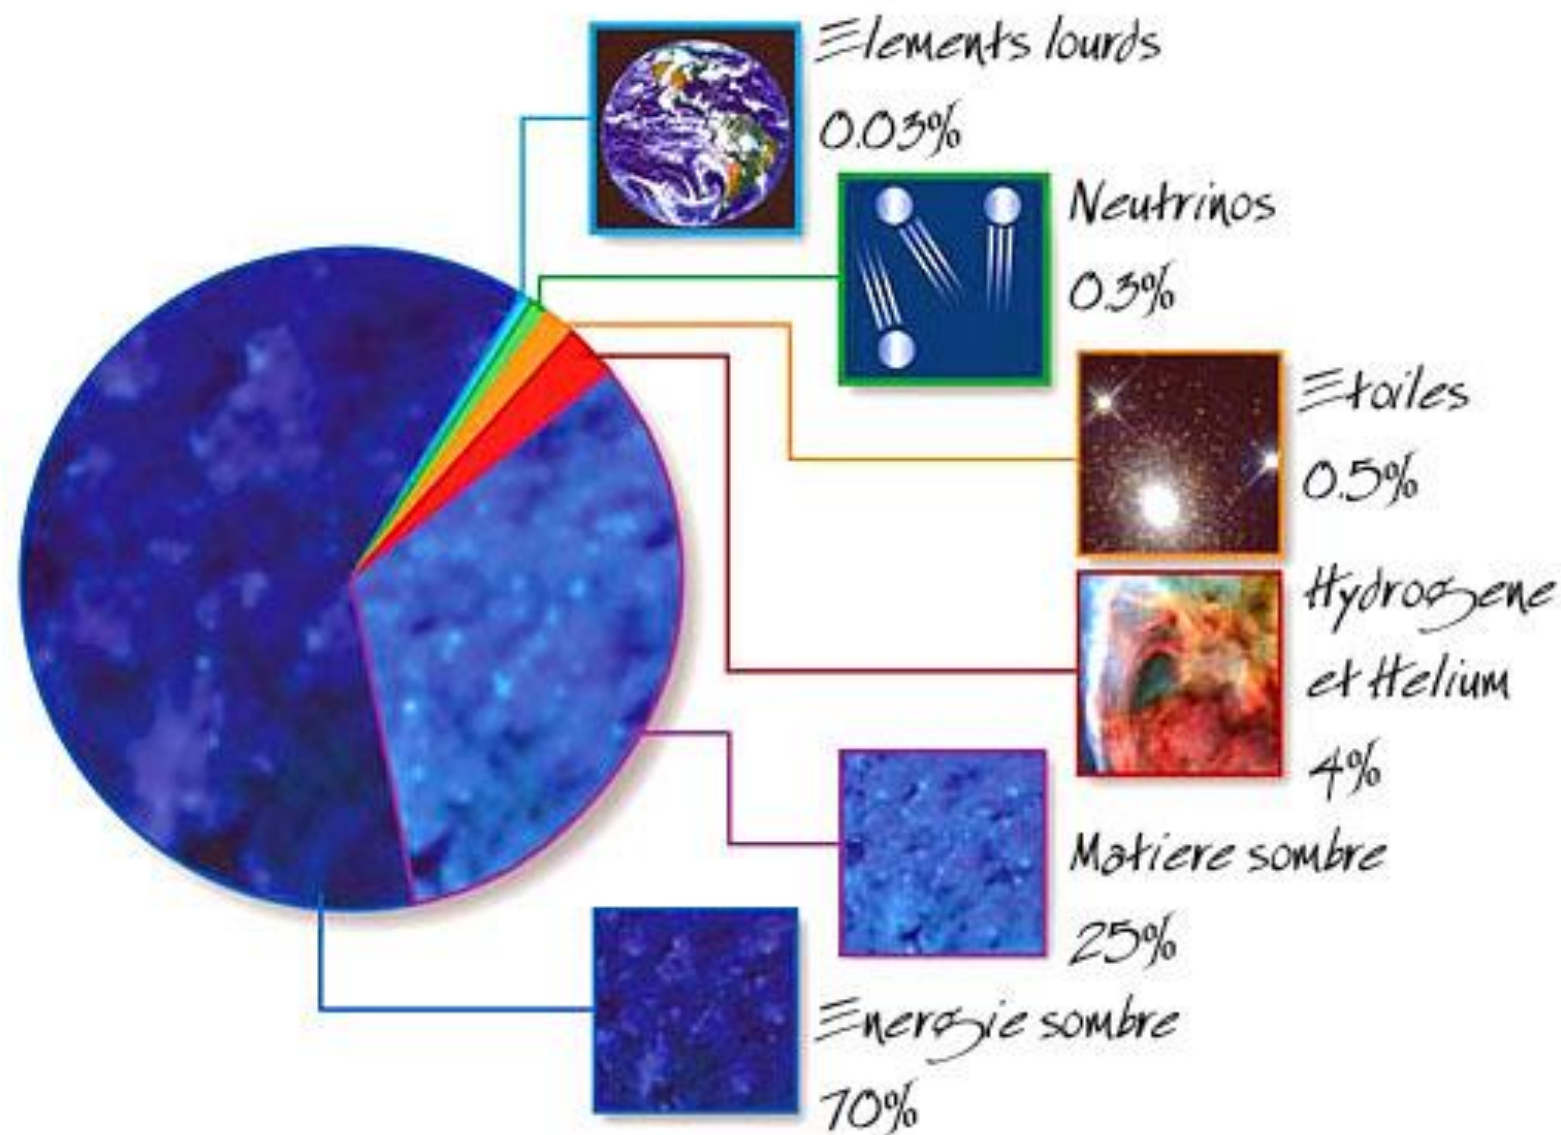 Elements lourds
0.03%
Neutrinos
0.3%
Etoiles
0.5%
Hydrogene
et Helium
4%
Matiere sombre
25%
Energie sombre
70%